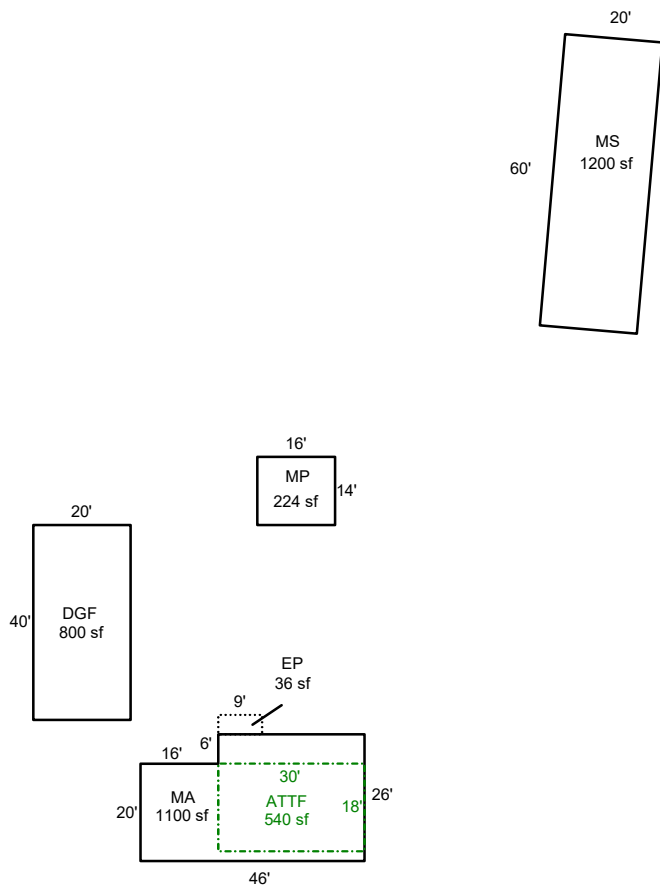 20'
MS
1200 sf
60'
16'
MP
224 sf
14'
20'
DGF
800 sf
40'
EP
36 sf
9'
6'
16'
30'
20'
MA
1100 sf
ATTF
540 sf
18'
26'
46'